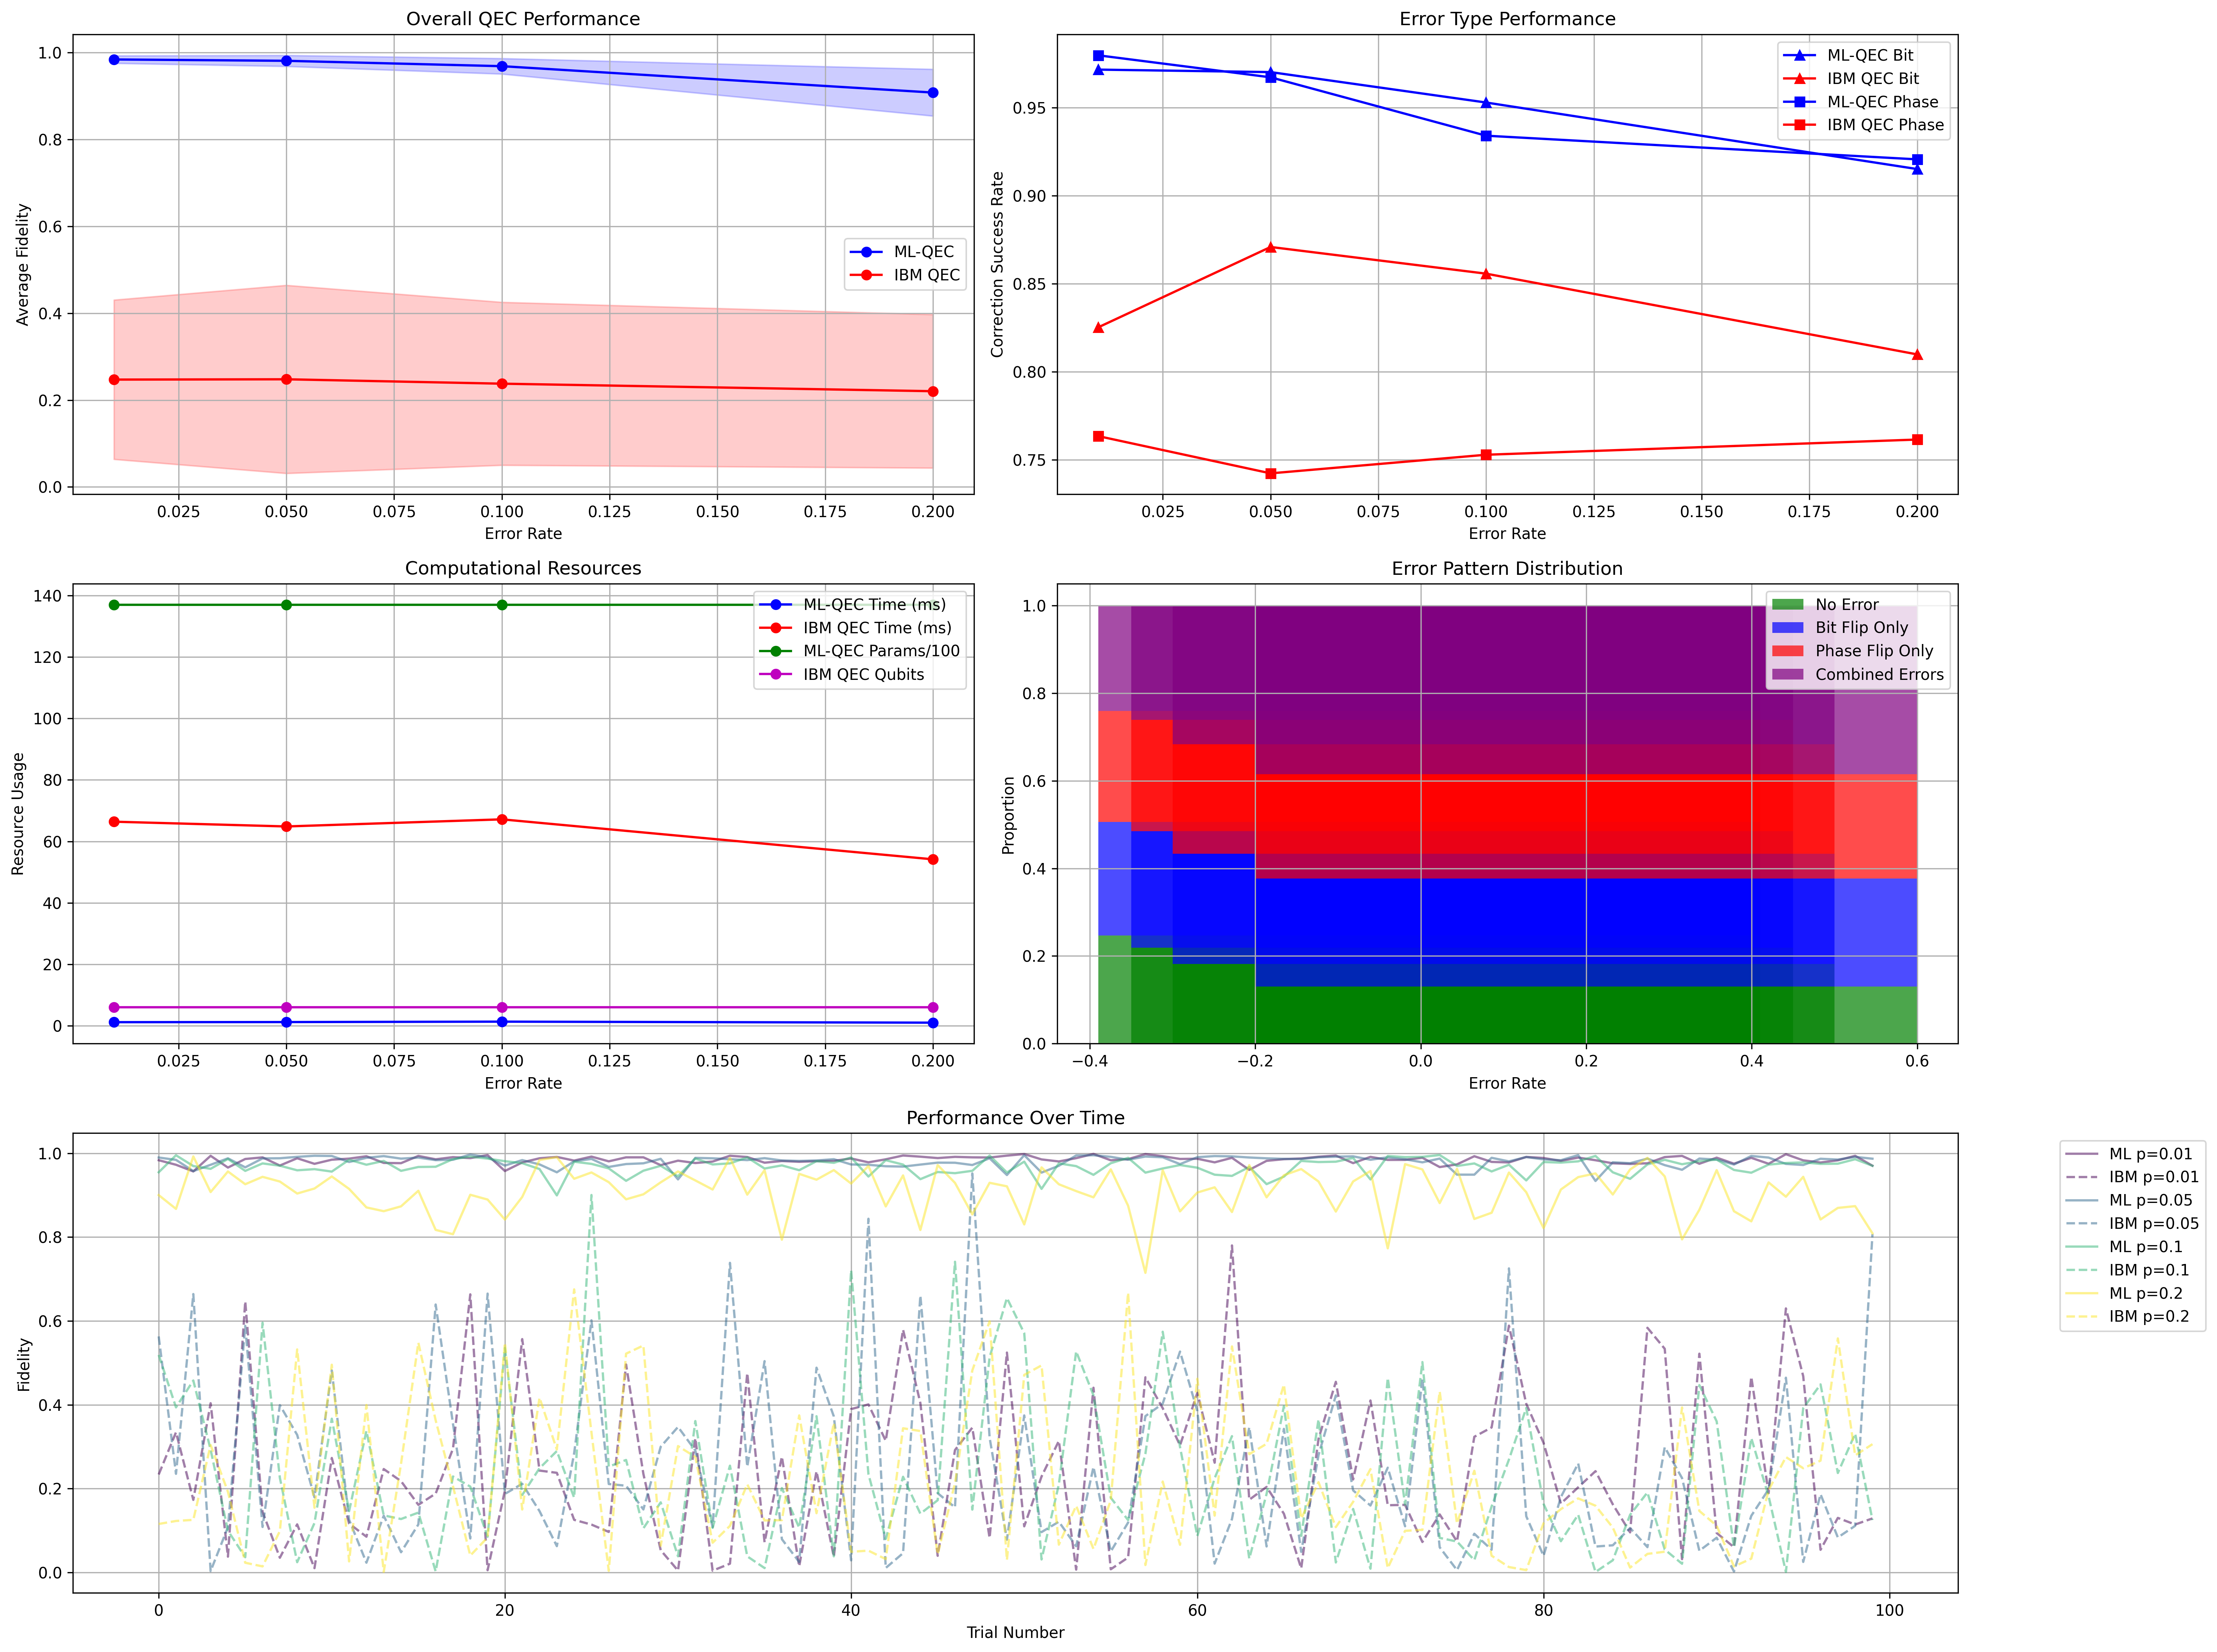 Overall QEC Performance
1.0
0.8
0.6
0.4
0.2
0.0
Average Fidelity
ML-QEC
IBM QEC
0.025 0.050 0.075 0.100 0.125 0.150 0.175 0.200
Error Rate
Error Type Performance
0.95
0.90
0.85
0.80
0.75
Correction Success Rate
ML-QEC Bit
IBM QEC Bit
ML-QEC Phase
IBM QEC Phase
0.025 0.050 0.075 0.100 0.125 0.150 0.175 0.200
Error Rate
Computational Resources
140
120
100
80
60
40
20
0
Resource Usage
ML-QEC Time (ms)
IBM QEC Time (ms)
ML-QEC Params/100
IBM QEC Qubits
0.025 0.050 0.075 0.100 0.125 0.150 0.175 0.200
Error Rate
Error Pattern Distribution
1.0
0.8
0.6
0.4
0.2
0.0
Proportion
No Error
Bit Flip Only
Phase Flip Only
Combined Errors
−0.4 −0.2 0.0 0.2 0.4 0.6
Error Rate
Performance Over Time
1.0
0.8
0.6
0.4
0.2
0.0
Fidelity
0 20 40 60 80 100
Trial Number
ML p=0.01
IBM p=0.01
ML p=0.05
IBM p=0.05
ML p=0.1
IBM p=0.1
ML p=0.2
IBM p=0.2